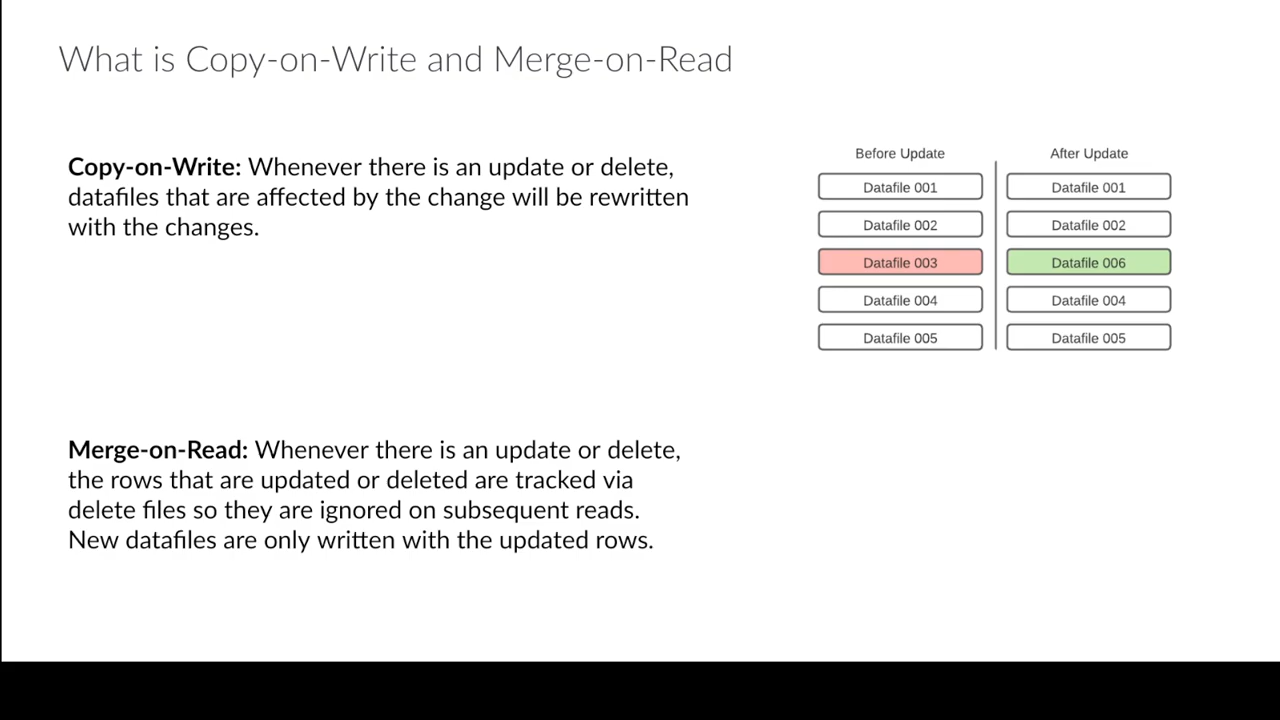 What is Copy-on-Write and Merge-on-Read
Copy-on-Write: Whenever there is an update or delete,
datafiles that are affected by the change will be rewritten
with the changes.
Before Update
After Update
Datafile 001
Datafile 001
Datafile 002
Datafile 002
Datafile 003
Datafile 006
Datafile 004
Datafile 004
Datafile 005
Datafile 005
Merge-on-Read: Whenever there is an update or delete,
the rows that are updated or deleted are tracked via
delete files so they are ignored on subsequent reads.
New datafiles are only written with the updated rows.